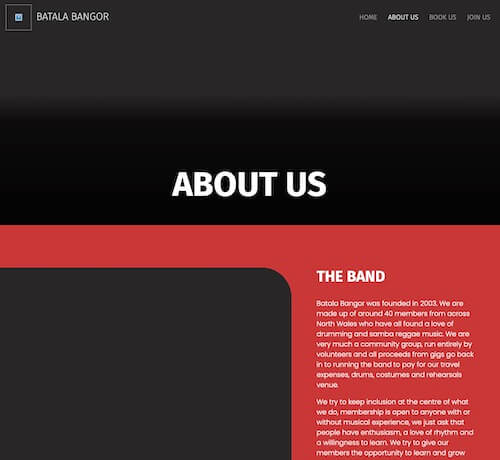 BATALA BANGOR
HOME ABOUT US BOOK US JOIN US
ABOUT US
THE BAND
Batala Bangor was founded in 2003. We are
made up of around 40 members from across
North Wales who have all found a love of
drumming and samba reggae music. We are
very much a community group, run entirely by
volunteers and all proceeds from gigs go back
in to running the band to pay for our travel
expenses, drums, costumes and rehearsals
venue.
We try to keep inclusion at the centre of what
we do, membership is open to anyone with or
without musical experience, we just ask that
people have enthusiasm, a love of rhythm and
a willingness to learn. We try to give our
members the opportunity to learn and grow